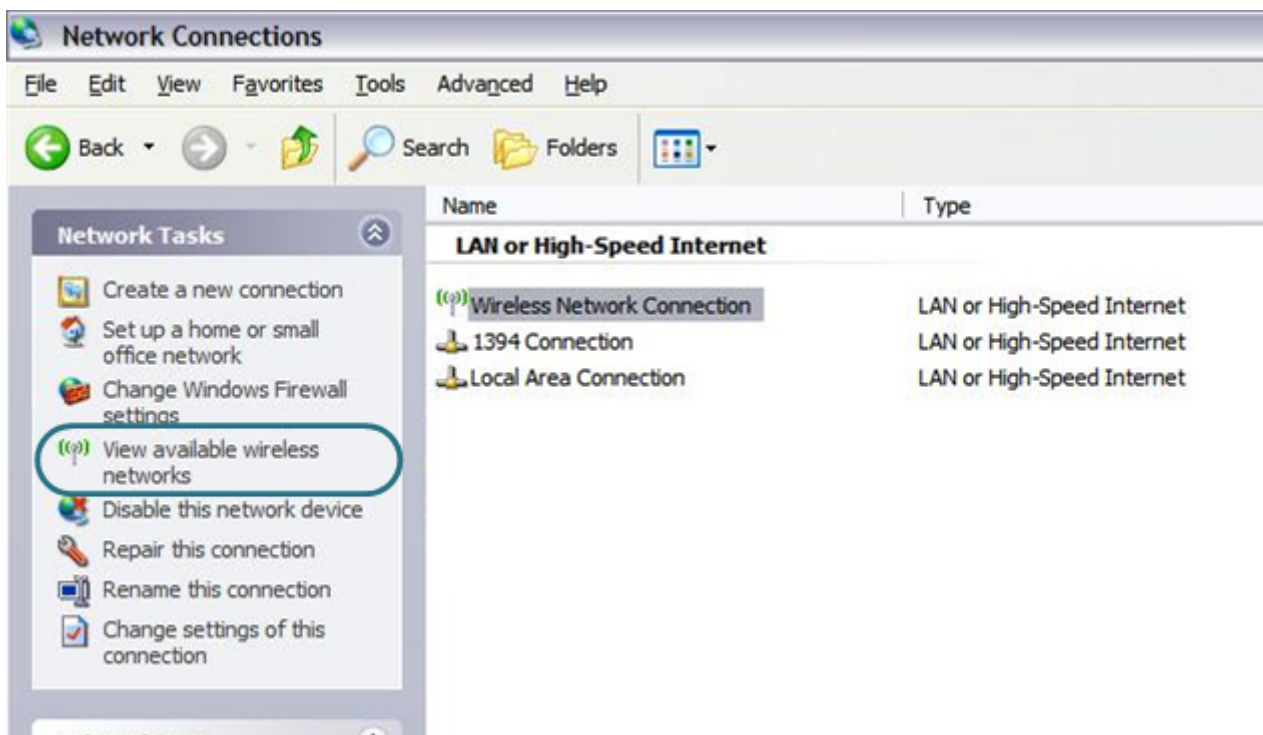 Network Connections
File Edit View Favorites Tools Advanced Help
Back Search Folders
Network Tasks
Create a new connection
Set up a home or small
office network
Change Windows Firewall
settings
View available wireless
networks
Disable this network device
Repair this connection
Rename this connection
Change settings of this
connection
Name Type
LAN or High-Speed Internet
Wireless Network Connection LAN or High-Speed Internet
1394 Connection LAN or High-Speed Internet
Local Area Connection LAN or High-Speed Internet